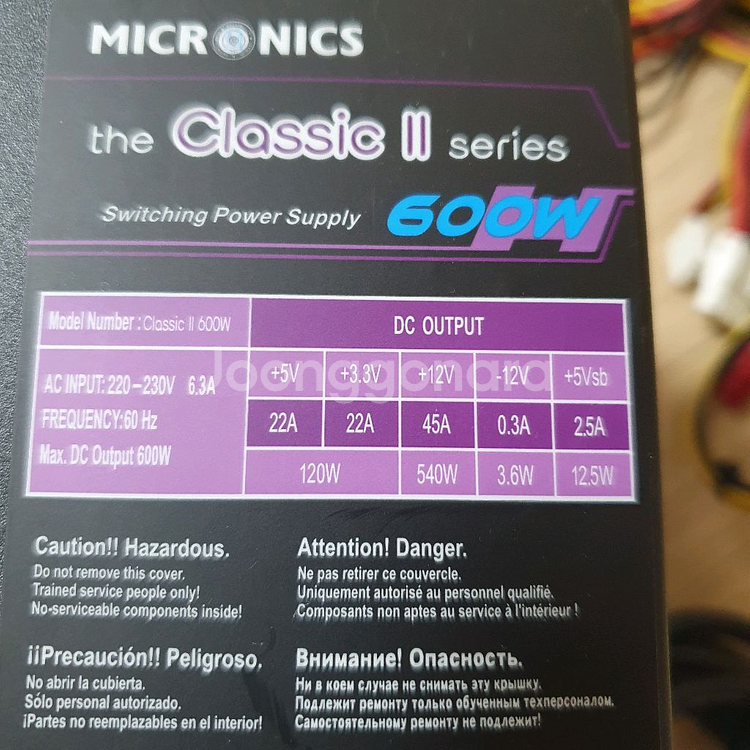 MICRONICS
the Classic II series
Switching Power Supply 600W
Model Number : Classic II 600W
DC OUTPUT
AC INPUT: 220-230V 6.3A
FREQUENCY: 60 Hz
Max. DC Output 600W
+5V +3.3V +12V -12V +5Vsb
22A 22A 45A 0.3A 2.5A
120W 540W 3.6W 12.5W
Joonggonara
Caution!! Hazardous.
Do not remove this cover.
Trained service people only!
No-serviceable components inside!
Attention! Danger.
Ne pas retirer ce couvercle.
Uniquement autorisé au personnel qualifié.
Composants non aptes au service à l'intérieur !
¡¡Precaución!! Peligroso.
No abrir la cubierta.
Sólo personal autorizado.
¡Partes no reemplazables en el interior!
Внимание! Опасность.
Ни в коем случае не снимать эту крышку.
Подлежит ремонту только обученным техперсоналом.
Самостоятельному ремонту не подлежит!